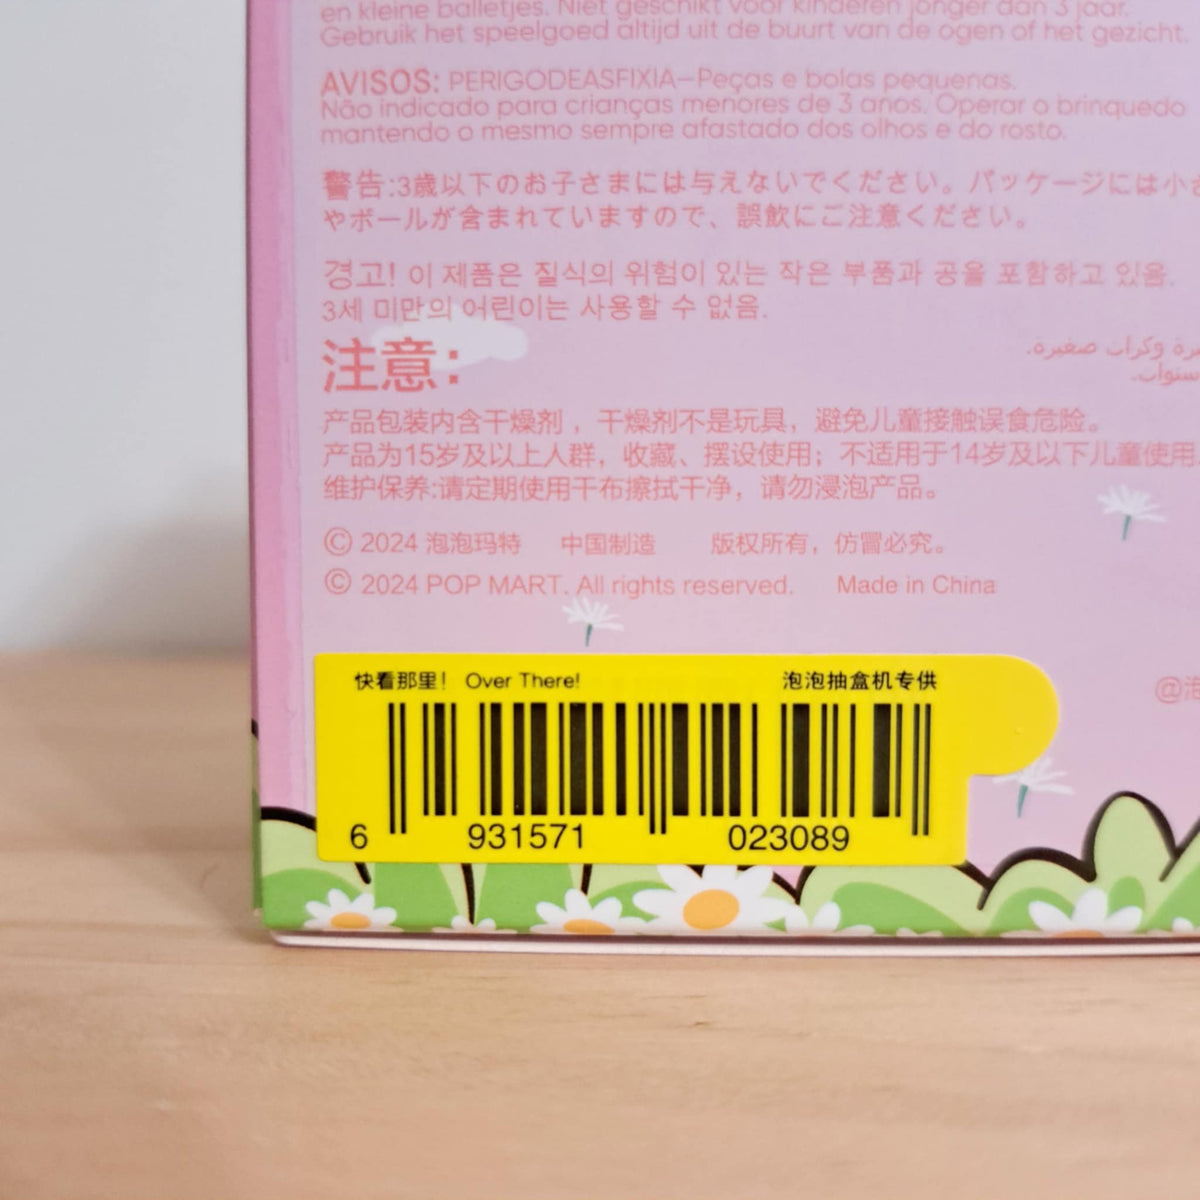 en kleine balletjes. Niet geschikt voor kinderen jonger dan 3 jaar.
Gebruik het speelgoed altijd uit de buurt van de ogen of het gezicht.
AVISOS: PERIGODEASFIXIA—Peças e bolas pequenas.
Não indicado para crianças menores de 3 anos. Operar o brinquedo
mantendo o mesmo sempre afastado dos olhos e do rosto.
警告:3歳以下のお子さまには与えないでください。パッケージには小さ
やボールが含まれていますので、誤飲にご注意ください。
경고! 이 제품은 질식의 위험이 있는 작은 부품과 공을 포함하고 있음.
3세 미만의 어린이는 사용할 수 없음.
وكرات صغيرة.
سنوات.
注意：
产品包装内含干燥剂，干燥剂不是玩具，避免儿童接触误食危险。
产品为15岁及以上人群，收藏、摆设使用；不适用于14岁及以下儿童使用
维护保养:请定期使用干布擦拭干净，请勿浸泡产品。
© 2024 泡泡玛特 中国制造 版权所有，仿冒必究。
© 2024 POP MART. All rights reserved. Made in China
@泡
快看那里！ Over There! 泡泡抽盒机专供
6 931571 023089